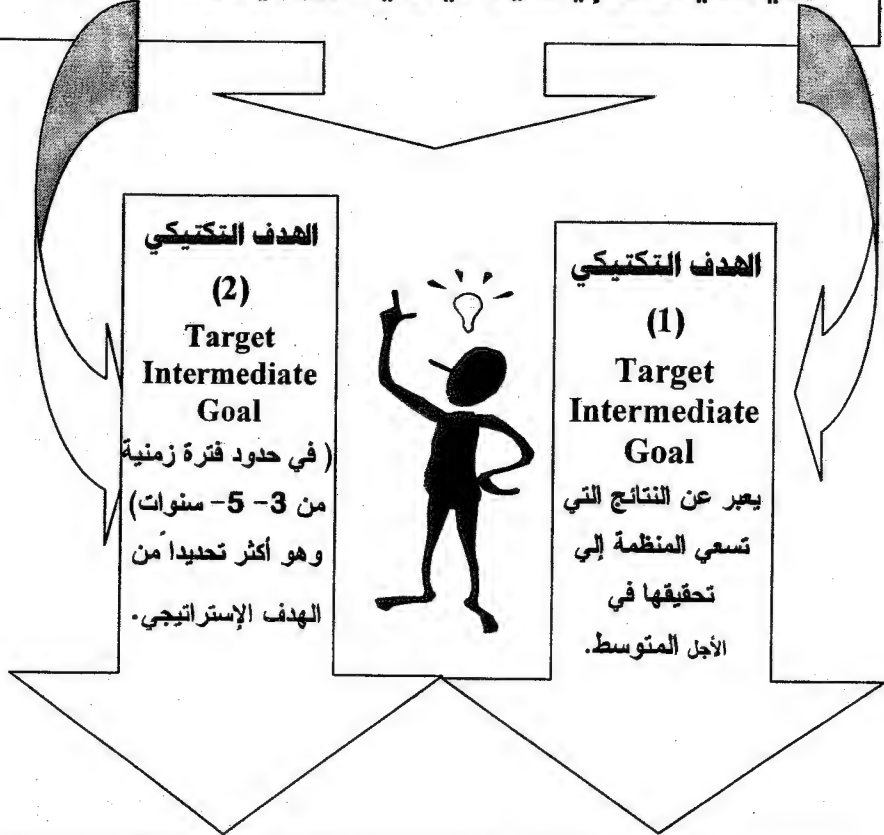 الهدف التكتيكي
(1)
Target
Intermediate
Goal
يعبر عن النتائج التي
تسعي المنظمة إلي
تحقيقها في
الأجل المتوسط.
الهدف التكتيكي
(2)
Target
Intermediate
Goal
( في حدود فترة زمنية
من 3- 5- سنوات)
وهو أكثر تحديداً من
الهدف الإستراتيجي.